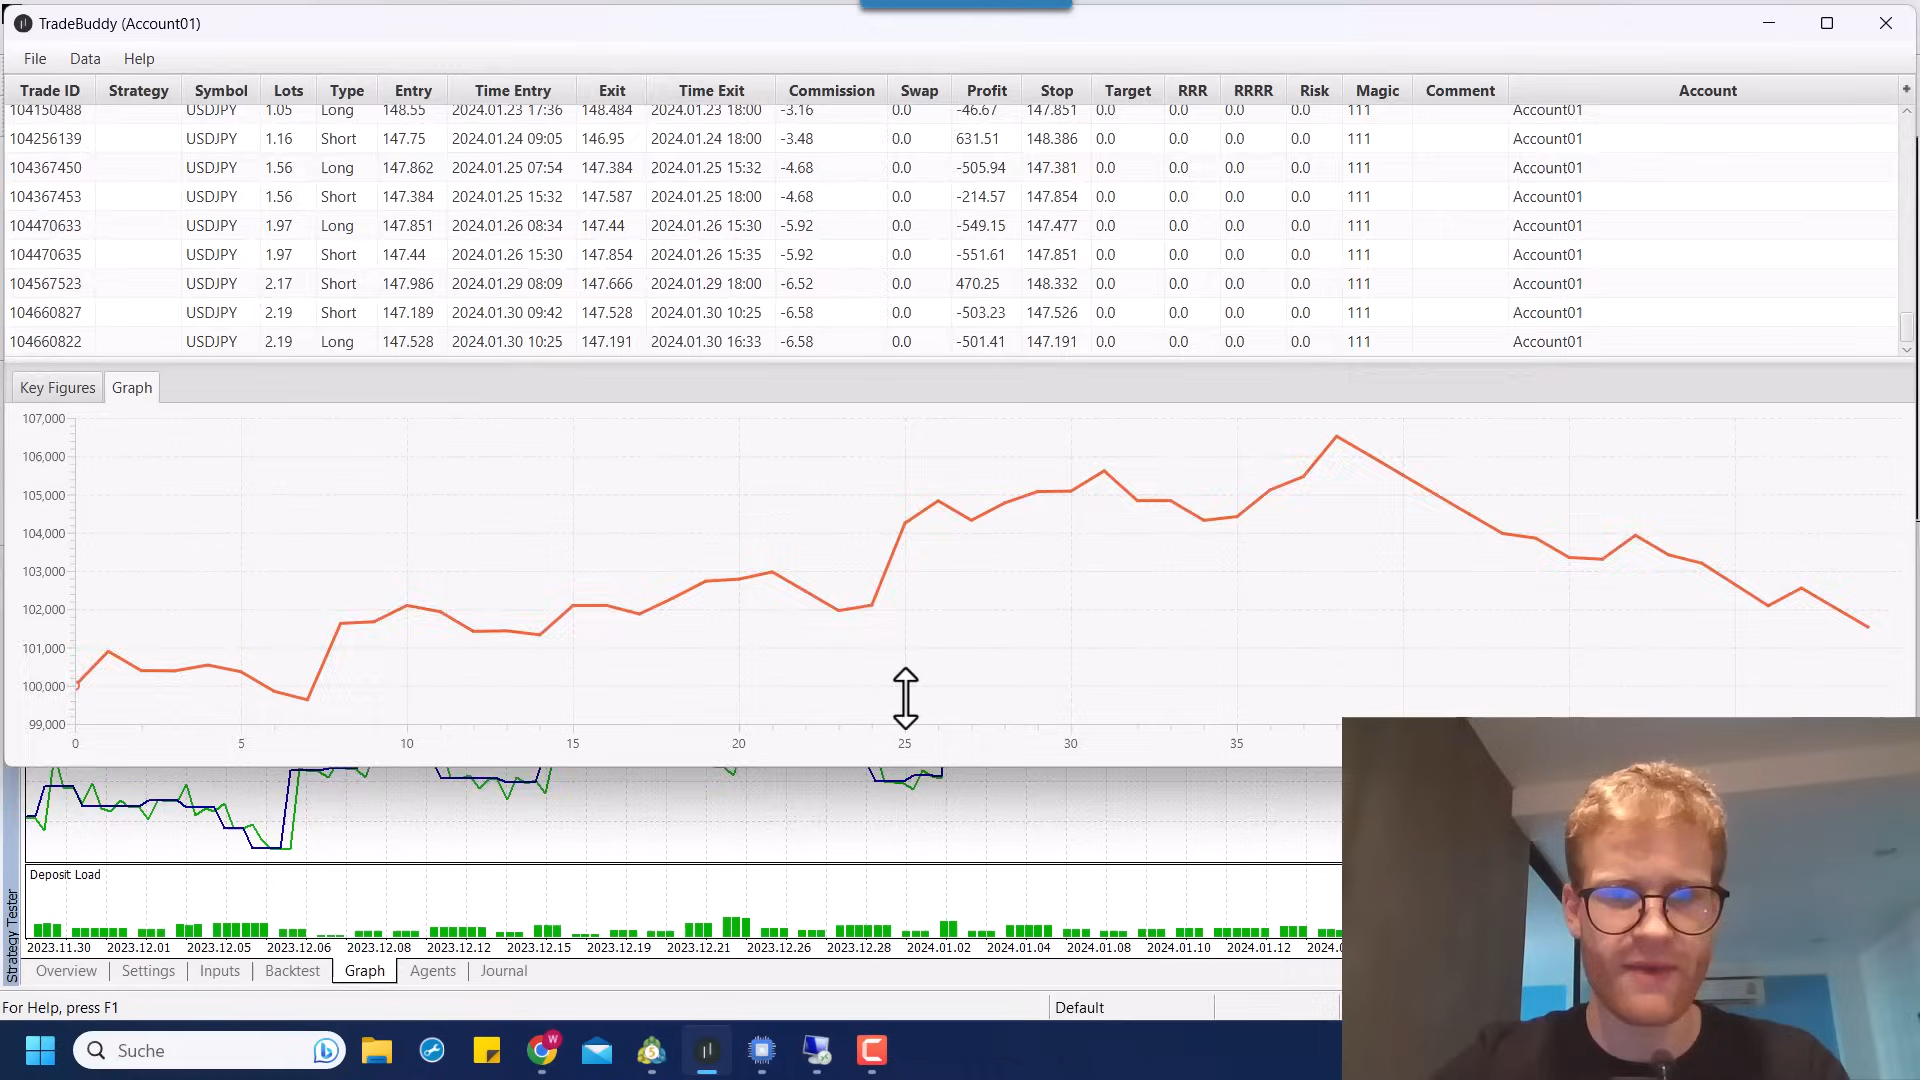 TradeBuddy (Account01)
File Data Help
Trade ID Strategy Symbol Lots Type Entry Time Entry Exit Time Exit Commission Swap Profit Stop Target RRR RRRR Risk Magic Comment Account
104150488 USDJPY 1.05 Long 148.55 2024.01.23 17:36 148.484 2024.01.23 18:00 -3.16 0.0 -46.67 147.851 0.0 0.0 0.0 0.0 111 Account01
104256139 USDJPY 1.16 Short 147.75 2024.01.24 09:05 146.95 2024.01.24 18:00 -3.48 0.0 631.51 148.386 0.0 0.0 0.0 0.0 111 Account01
104367450 USDJPY 1.56 Long 147.862 2024.01.25 07:54 147.384 2024.01.25 15:32 -4.68 0.0 -505.94 147.381 0.0 0.0 0.0 0.0 111 Account01
104367453 USDJPY 1.56 Short 147.384 2024.01.25 15:32 147.587 2024.01.25 18:00 -4.68 0.0 -214.57 147.854 0.0 0.0 0.0 0.0 111 Account01
104470633 USDJPY 1.97 Long 147.851 2024.01.26 08:34 147.44 2024.01.26 15:30 -5.92 0.0 -549.15 147.477 0.0 0.0 0.0 0.0 111 Account01
104470635 USDJPY 1.97 Short 147.44 2024.01.26 15:30 147.854 2024.01.26 15:35 -5.92 0.0 -551.61 147.851 0.0 0.0 0.0 0.0 111 Account01
104567523 USDJPY 2.17 Short 147.986 2024.01.29 08:09 147.666 2024.01.29 18:00 -6.52 0.0 470.25 148.332 0.0 0.0 0.0 0.0 111 Account01
104660827 USDJPY 2.19 Short 147.189 2024.01.30 09:42 147.528 2024.01.30 10:25 -6.58 0.0 -503.23 147.526 0.0 0.0 0.0 0.0 111 Account01
104660822 USDJPY 2.19 Long 147.528 2024.01.30 10:25 147.191 2024.01.30 16:33 -6.58 0.0 -501.41 147.191 0.0 0.0 0.0 0.0 111 Account01
Key Figures Graph
107,000
106,000
105,000
104,000
103,000
102,000
101,000
100,000
99,000
0 5 10 15 20 25 30 35
Strategy Tester
Deposit Load
2023.11.30 2023.12.01 2023.12.05 2023.12.06 2023.12.08 2023.12.12 2023.12.15 2023.12.19 2023.12.21 2023.12.26 2023.12.28 2024.01.02 2024.01.04 2024.01.08 2024.01.10 2024.01.12 2024.0
Overview Settings Inputs Backtest Graph Agents Journal
For Help, press F1 Default
Suche
W